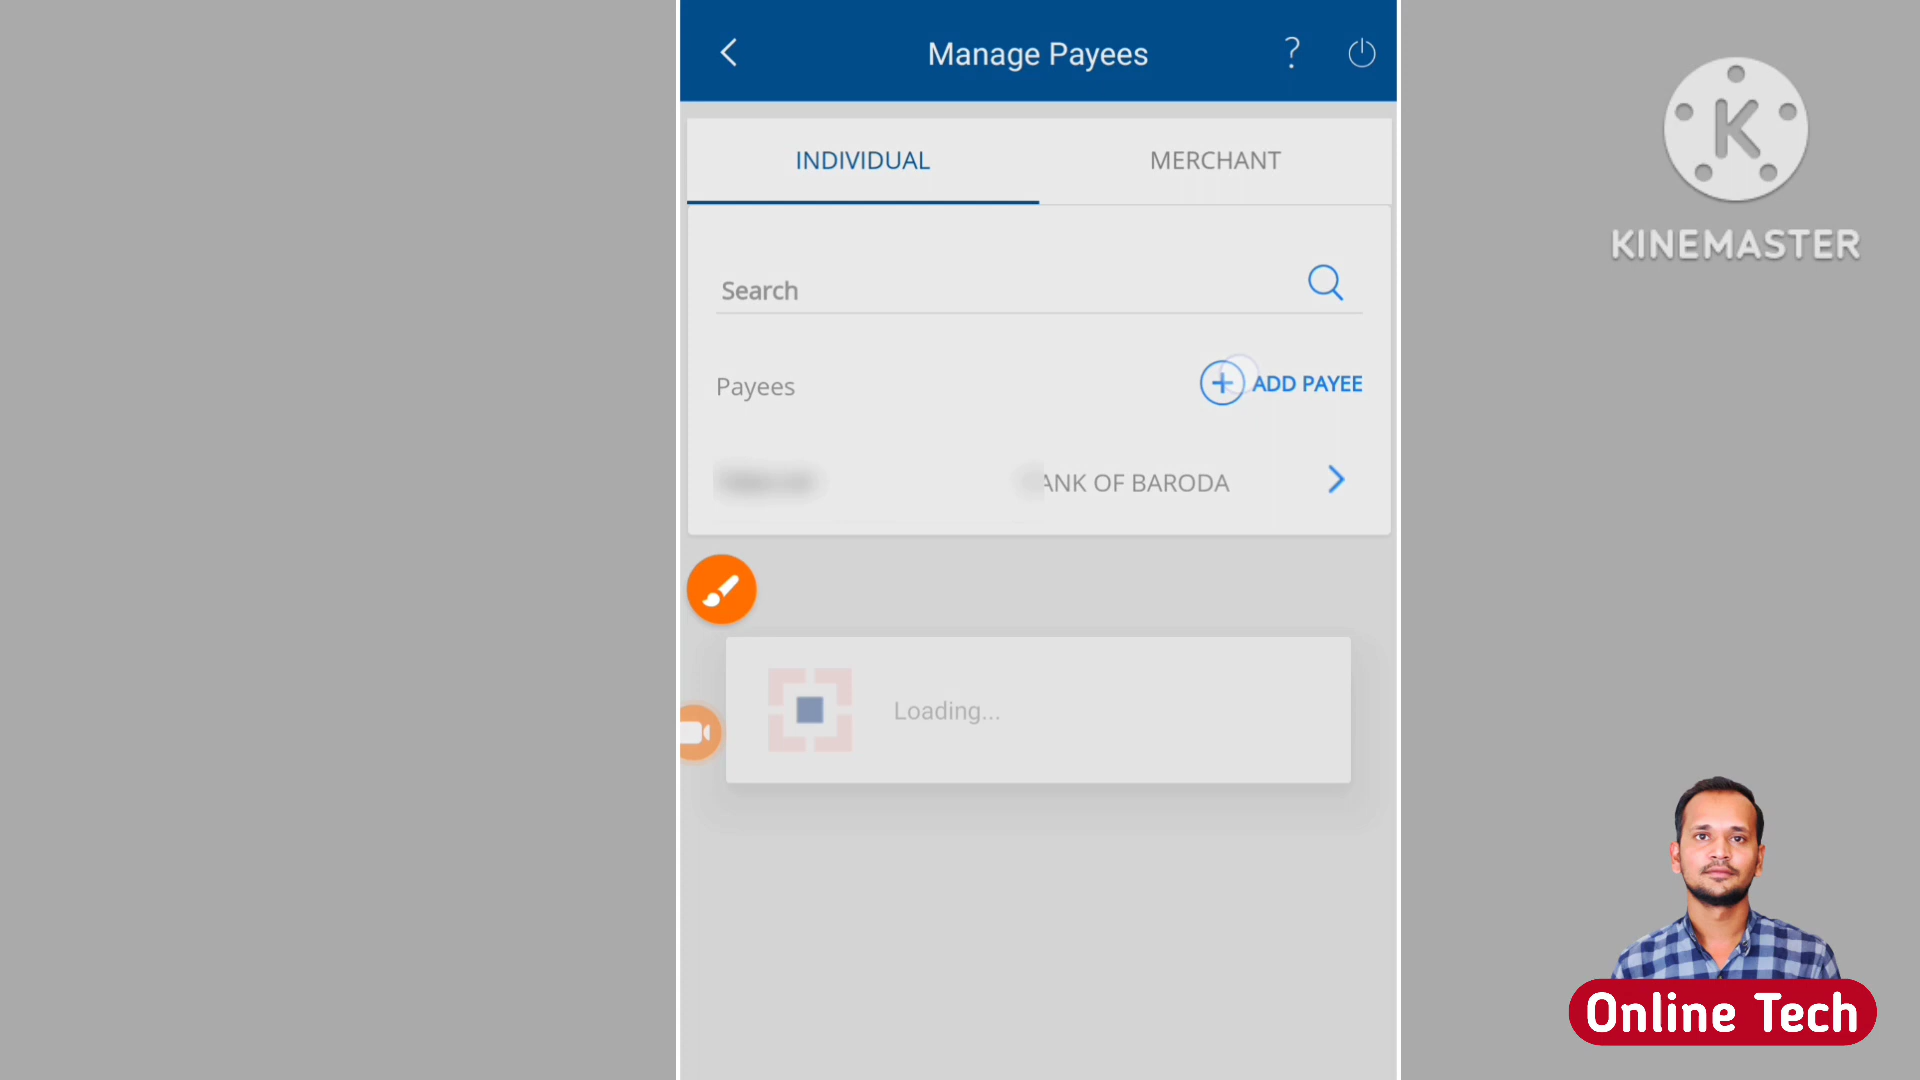 Manage Payees
?
INDIVIDUAL
MERCHANT
KINEMASTER
Search
Payees
ADD PAYEE
ANK OF BARODA
Loading...
Online Tech